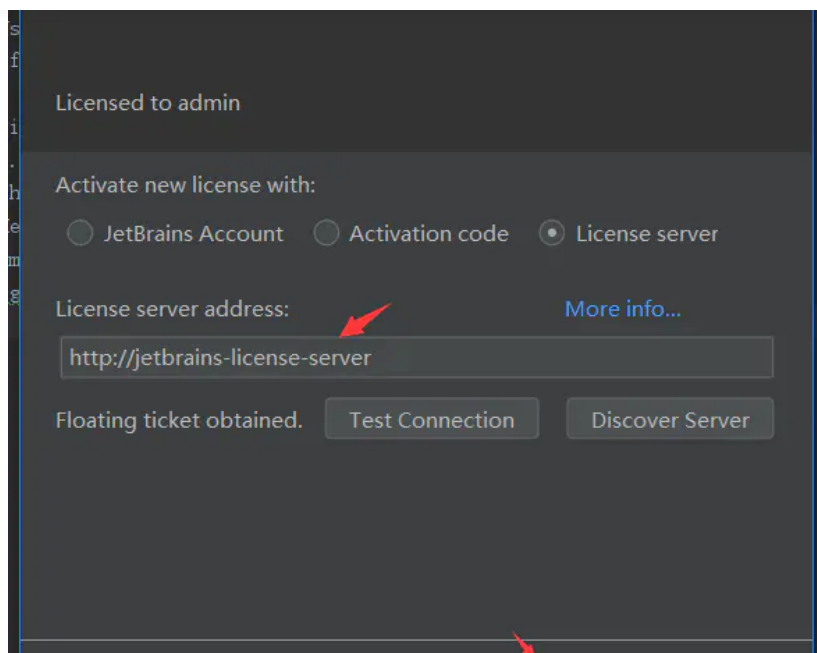 Licensed to admin
Activate new license with:
JetBrains Account Activation code License server
License server address: More info...
http://jetbrains-license-server
Floating ticket obtained. Test Connection Discover Server